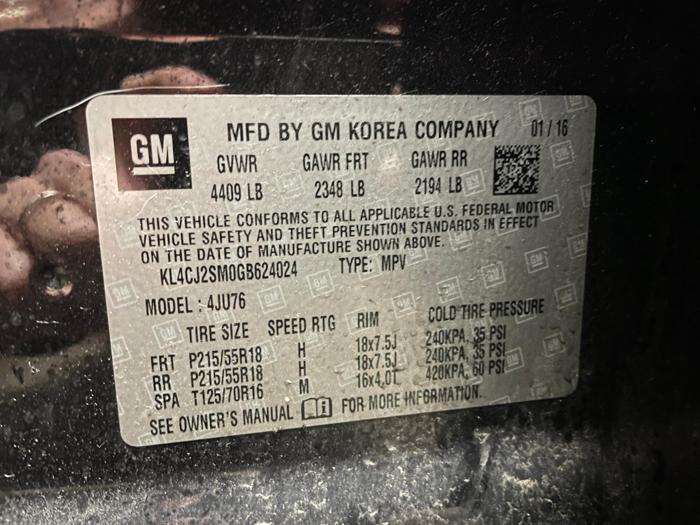 GM
MFD BY GM KOREA COMPANY 01/16
GVWR GAWR FRT GAWR RR
4409 LB 2348 LB 2194 LB
THIS VEHICLE CONFORMS TO ALL APPLICABLE U.S. FEDERAL MOTOR
VEHICLE SAFETY AND THEFT PREVENTION STANDARDS IN EFFECT
ON THE DATE OF MANUFACTURE SHOWN ABOVE.
KL4CJ2SM0GB624024 TYPE: MPV
MODEL: 4JU76
TIRE SIZE SPEED RTG RIM COLD TIRE PRESSURE
FRT P215/55R18 H 18x7.5J 240KPA, 35 PSI
RR P215/55R18 H 18x7.5J 240KPA, 35 PSI
SPA T125/70R16 M 16x4.0T 420KPA, 60 PSI
SEE OWNER'S MANUAL FOR MORE INFORMATION.